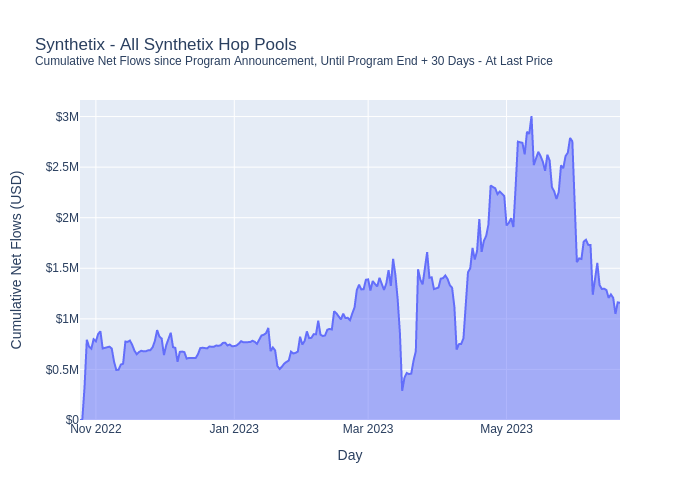 Synthetix - All Synthetix Hop Pools
Cumulative Net Flows since Program Announcement, Until Program End + 30 Days - At Last Price
Cumulative Net Flows (USD)
$3M
$2.5M
$2M
$1.5M
$1M
$0.5M
$0
Nov 2022 Jan 2023 Mar 2023 May 2023
Day